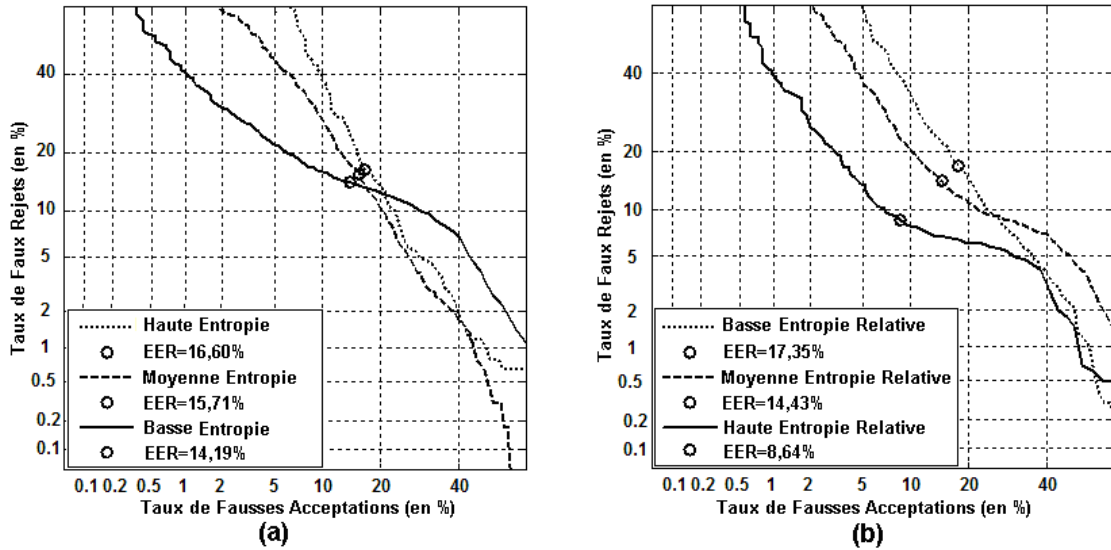 Taux de Faux Rejets (en %)
40
20
10
5
2
1
0.5
0.2
0.1
Haute Entropie
EER=16,60%
Moyenne Entropie
EER=15,71%
Basse Entropie
EER=14,19%
0.1 0.2 0.5 1 2 5 10 20 40
Taux de Fausses Acceptations (en %)
(a)
Taux de Faux Rejets (en %)
40
20
10
5
2
1
0.5
0.2
0.1
Basse Entropie Relative
EER=17,35%
Moyenne Entropie Relative
EER=14,43%
Haute Entropie Relative
EER=8,64%
0.1 0.2 0.5 1 2 5 10 20 40
Taux de Fausses Acceptations (en %)
(b)